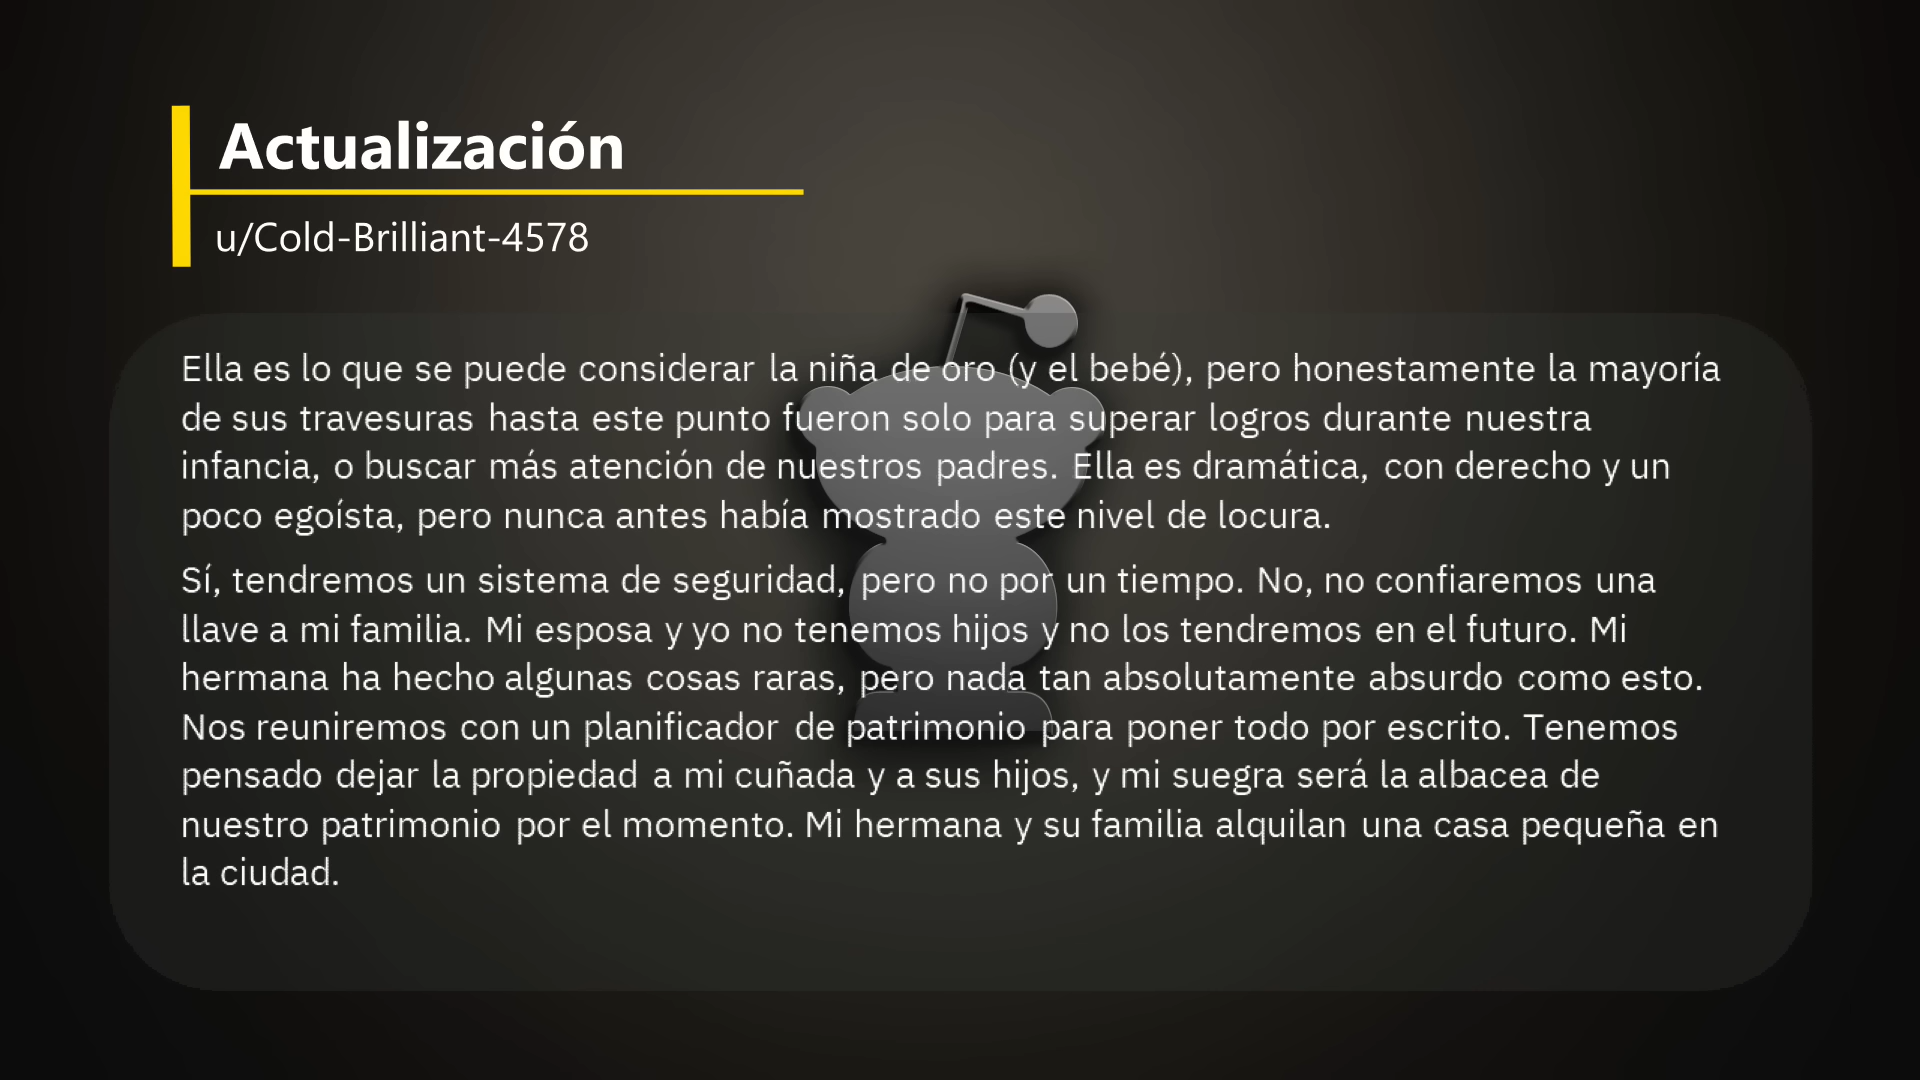 Actualización
u/Cold-Brilliant-4578
Ella es lo que se puede considerar la niña de oro (y el bebé), pero honestamente la mayoría
de sus travesuras hasta este punto fueron solo para superar logros durante nuestra
infancia, o buscar más atención de nuestros padres. Ella es dramática, con derecho y un
poco egoísta, pero nunca antes había mostrado este nivel de locura.
Sí, tendremos un sistema de seguridad, pero no por un tiempo. No, no confiaremos una
llave a mi familia. Mi esposa y yo no tenemos hijos y no los tendremos en el futuro. Mi
hermana ha hecho algunas cosas raras, pero nada tan absolutamente absurdo como esto.
Nos reuniremos con un planificador de patrimonio para poner todo por escrito. Tenemos
pensado dejar la propiedad a mi cuñada y a sus hijos, y mi suegra será la albacea de
nuestro patrimonio por el momento. Mi hermana y su familia alquilan una casa pequeña en
la ciudad.